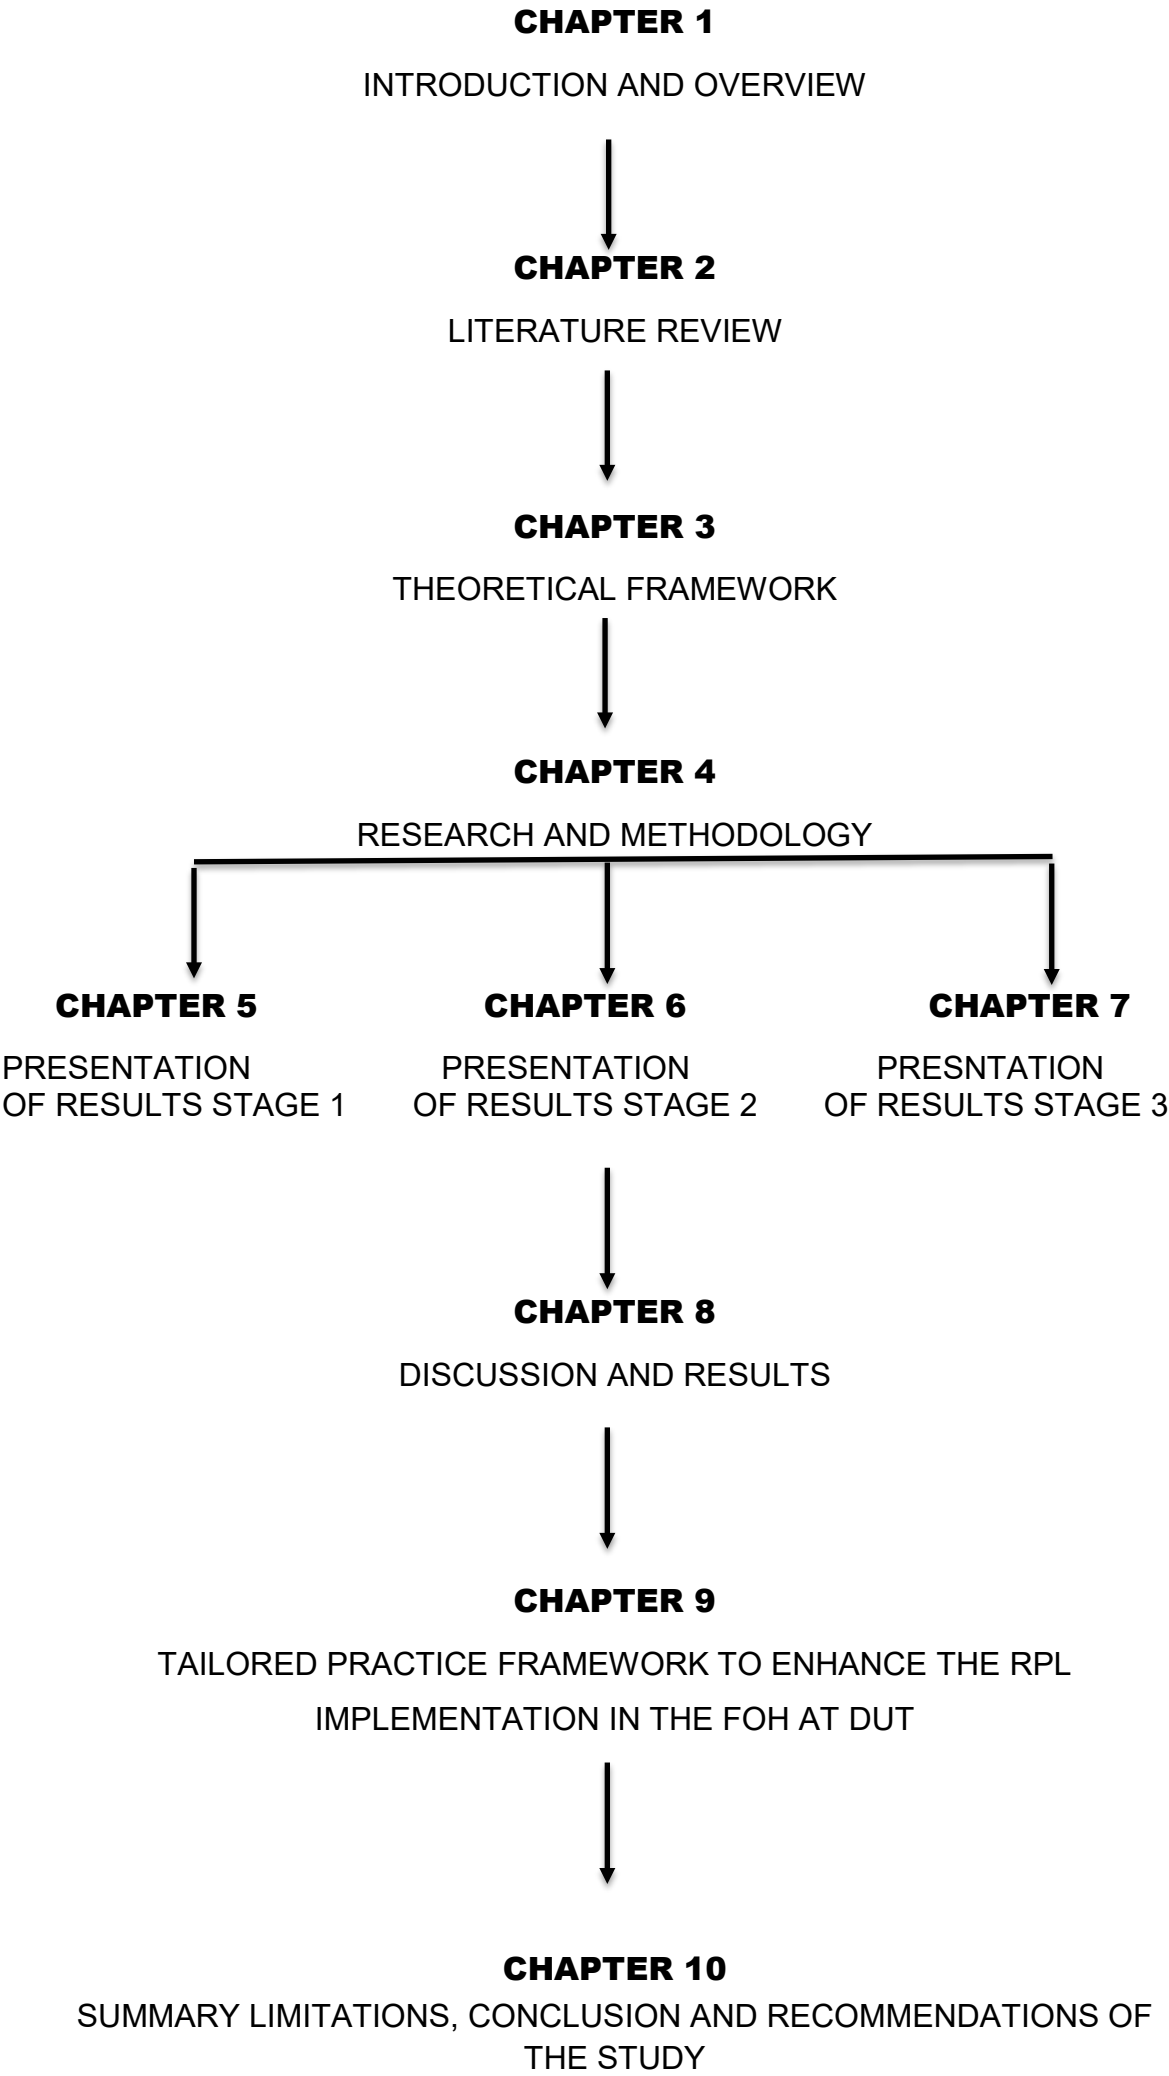 CHAPTER 1
INTRODUCTION AND OVERVIEW
CHAPTER 2
LITERATURE REVIEW
CHAPTER 3
THEORETICAL FRAMEWORK
CHAPTER 4
RESEARCH AND METHODOLOGY
CHAPTER 5
PRESENTATION
OF RESULTS STAGE 1
CHAPTER 6
PRESENTATION
OF RESULTS STAGE 2
CHAPTER 7
PRESNTATION
OF RESULTS STAGE 3
CHAPTER 8
DISCUSSION AND RESULTS
CHAPTER 9
TAILORED PRACTICE FRAMEWORK TO ENHANCE THE RPL
IMPLEMENTATION IN THE FOH AT DUT
CHAPTER 10
SUMMARY LIMITATIONS, CONCLUSION AND RECOMMENDATIONS OF
THE STUDY